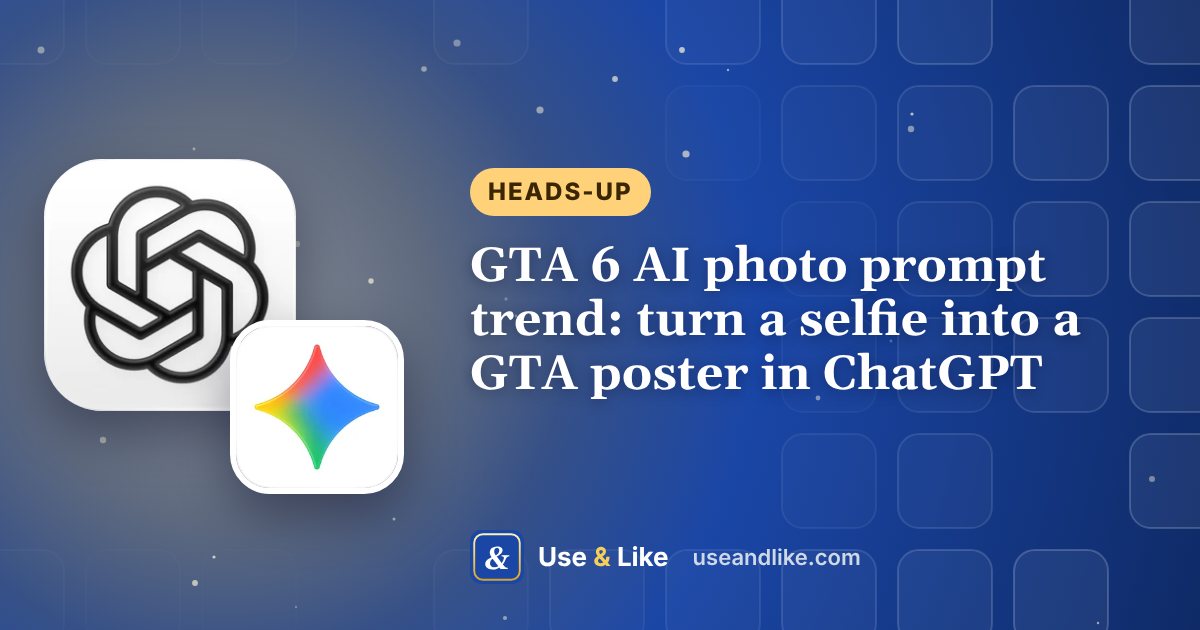 HEADS-UP
GTA 6 AI photo prompt
trend: turn a selfie into a
GTA poster in ChatGPT
& Use & Like useandlike.com